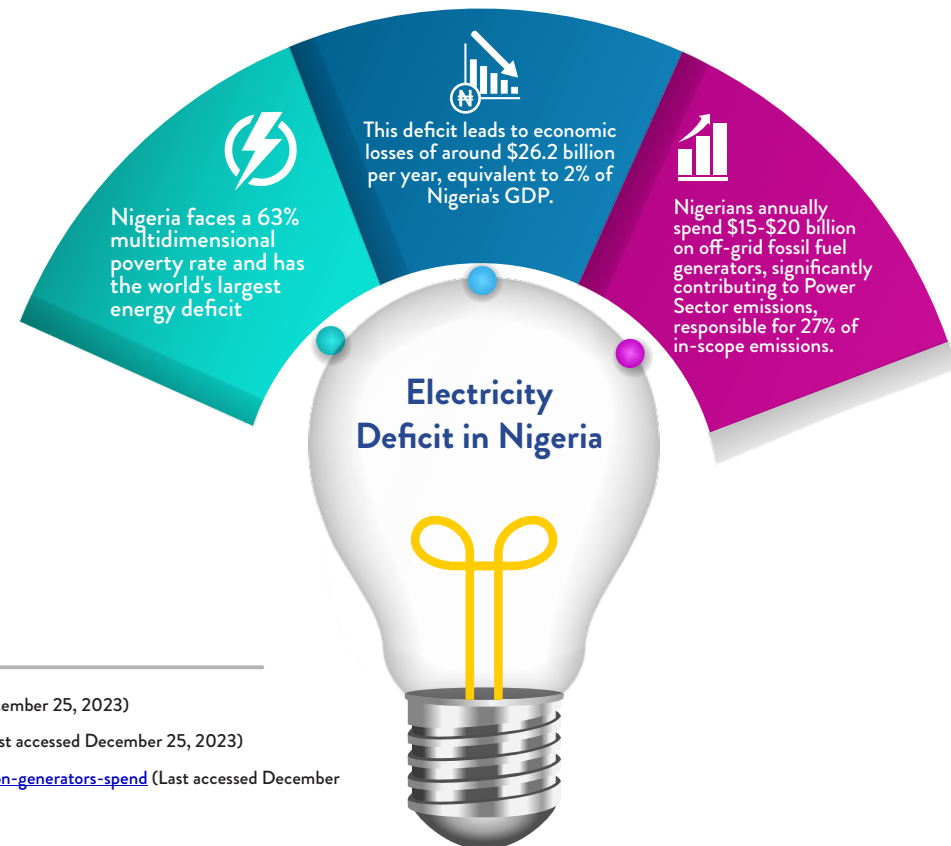 This deficit leads to economic
losses of around $26.2 billion
per year, equivalent to 2% of
Nigeria's GDP.
Nigeria faces a 63%
multidimensional
poverty rate and has
the world's largest
energy deficit
Nigerians annually
spend $15-$20 billion
on off-grid fossil fuel
generators, significantly
contributing to Power
Sector emissions,
responsible for 27% of
in-scope emissions.
Electricity
Deficit in Nigeria
25, 2023)
accessed December 25, 2023)
on-generators-spend (Last accessed December